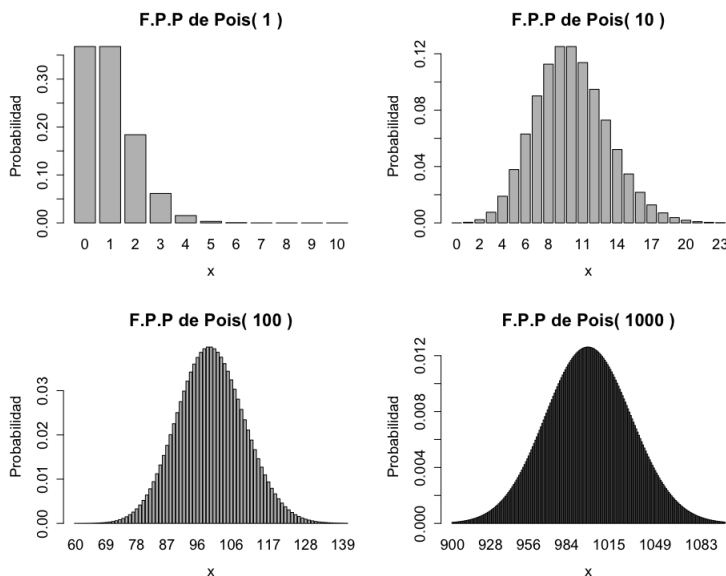 F.P.P de Pois( 1 )
Probabilidad
0.00 0.10 0.20 0.30
0 1 2 3 4 5 6 7 8 9 10
x
F.P.P de Pois( 10 )
Probabilidad
0.00 0.04 0.08 0.12
0 2 4 6 8 11 14 17 20 23
x
F.P.P de Pois( 100 )
Probabilidad
0.00 0.01 0.02 0.03
60 69 78 87 96 106 117 128 139
x
F.P.P de Pois( 1000 )
Probabilidad
0.000 0.004 0.008 0.012
900 928 956 984 1015 1049 1083
x